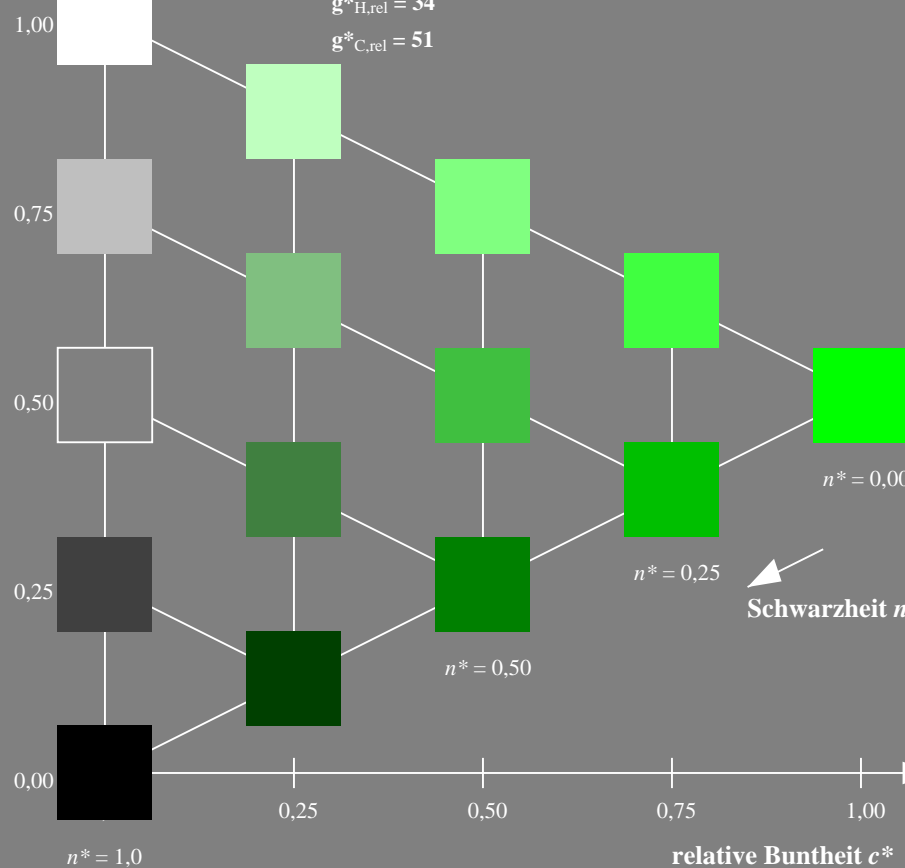 g*H,rel = 34
1,00
g*C,rel = 51
0,75
0,50
n* = 0,00
0,25
n* = 0,25
Schwarzheit n
n* = 0,50
0,00
0,25
0,50
0,75
1,00
n* = 1,0
relative Buntheit c*